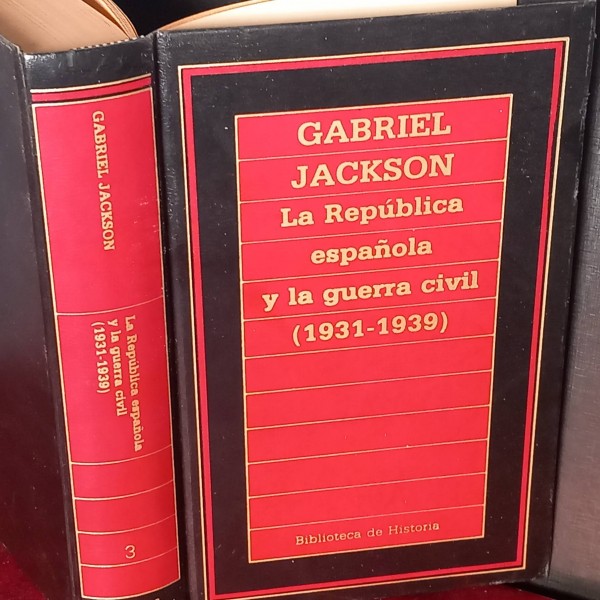 GABRIEL JACKSON
La República española
y la guerra civil
(1931-1939)
3
GABRIEL
JACKSON
La República
española
y la guerra civil
(1931-1939)
Biblioteca de Historia